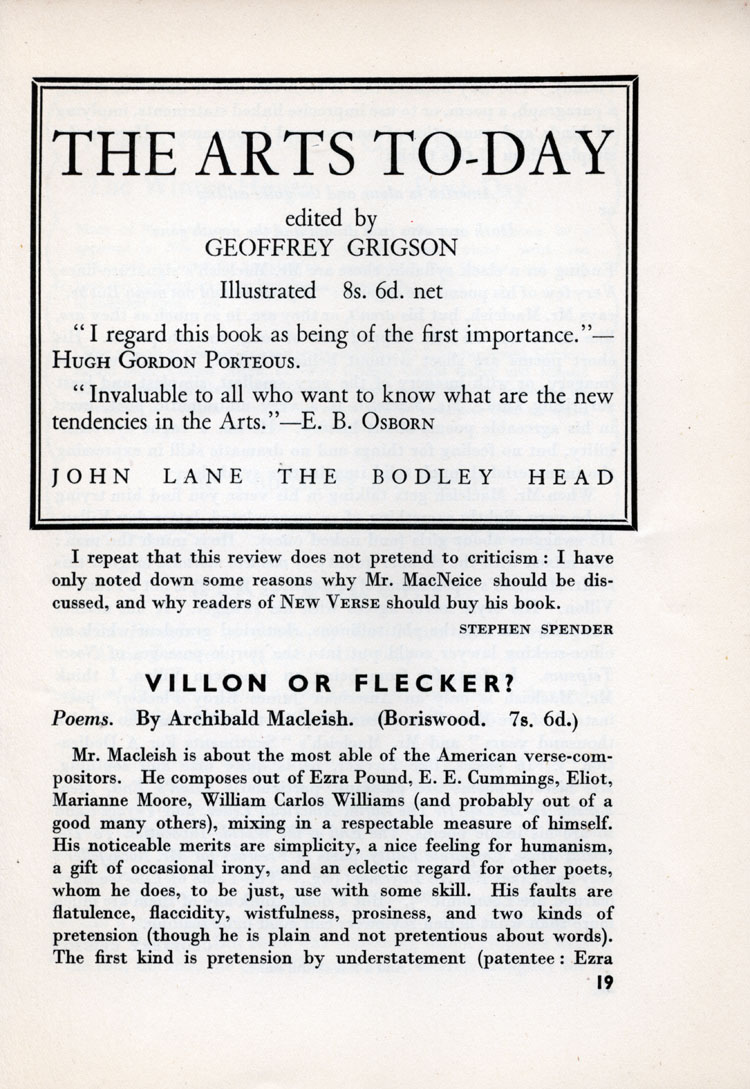 THE ARTS TO-DAY
edited by
GEOFFREY GRIGSON
Illustrated 8s. 6d. net
“I regard this book as being of the first importance.”—
HUGH GORDON PORTEOUS.
“Invaluable to all who want to know what are the new
tendencies in the Arts.”—E. B. OSBORN
JOHN LANE THE BODLEY HEAD
I repeat that this review does not pretend to criticism : I have
only noted down some reasons why Mr. MacNeice should be dis-
cussed, and why readers of NEW VERSE should buy his book.
STEPHEN SPENDER
VILLON OR FLECKER?
Poems. By Archibald Macleish. (Boriswood. 7s. 6d.)
Mr. Macleish is about the most able of the American verse-com-
positors. He composes out of Ezra Pound, E. E. Cummings, Eliot,
Marianne Moore, William Carlos Williams (and probably out of a
good many others), mixing in a respectable measure of himself.
His noticeable merits are simplicity, a nice feeling for humanism,
a gift of occasional irony, and an eclectic regard for other poets,
whom he does, to be just, use with some skill. His faults are
flatulence, flaccidity, wistfulness, prosiness, and two kinds of
pretension (though he is plain and not pretentious about words).
The first kind is pretension by understatement (patentee : Ezra
19